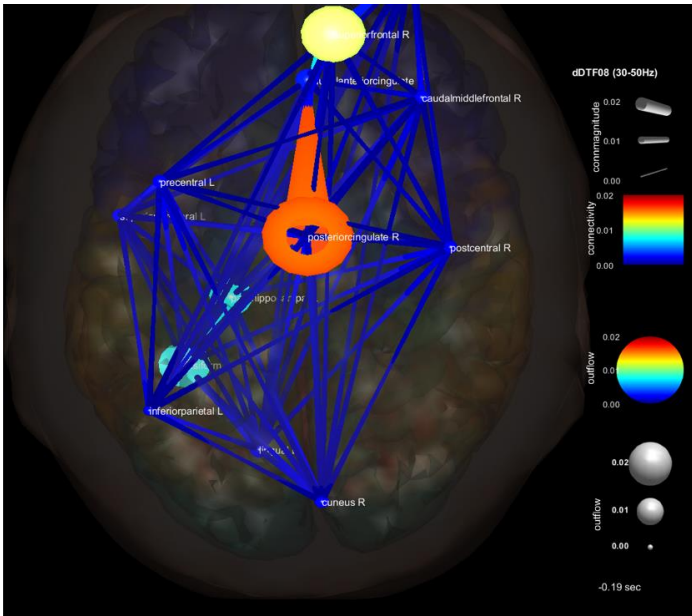 dDTF08 (30-50Hz)
caudalmiddlefrontal R
precentral L
posteriorcingulate R
postcentral R
inferiorparietal L
cuneus R
connmagnitude
0.02
0.01
0.00
connectivity
0.02
0.01
0.00
outflow
0.02
0.01
0.00
outflow
0.02
0.01
0.00
-0.19 sec